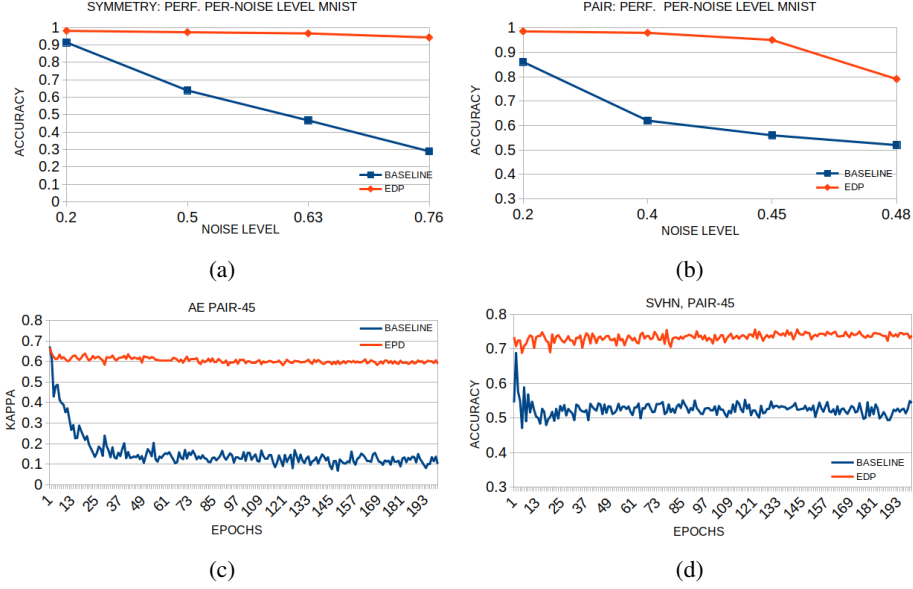 SYMMETRY: PERF. PER-NOISE LEVEL MNIST
ACCURACY
1
0.9
0.8
0.7
0.6
0.5
0.4
0.3
0.2
0.1
0
BASELINE
EDP
0.2 0.5 0.63 0.76
NOISE LEVEL
(a)
PAIR: PERF. PER-NOISE LEVEL MNIST
ACCURACY
1
0.9
0.8
0.7
0.6
0.5
0.4
0.3
BASELINE
EDP
0.2 0.4 0.45 0.48
NOISE LEVEL
(b)
AE PAIR-45
KAPPA
0.8
0.7
0.6
0.5
0.4
0.3
0.2
0.1
0
BASELINE
EPD
1 13 25 37 49 61 73 85 97 109 121 133 145 157 169 181 193
EPOCHS
(c)
SVHN, PAIR-45
ACCURACY
0.8
0.7
0.6
0.5
0.4
0.3
BASELINE
EDP
1 13 25 37 49 61 73 85 97 109 121 133 145 157 169 181 193
EPOCHS
(d)